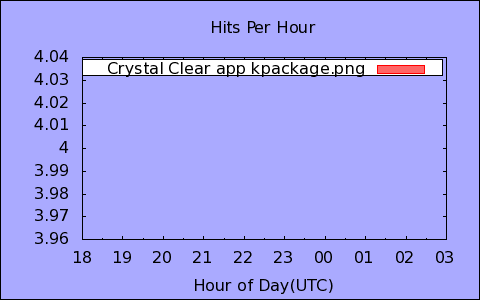 Hits Per Hour
4.04
Crystal Clear app kpackage.png
4.03
4.02
4.01
4
3.99
3.98
3.97
3.96
18 19 20 21 22 23 00 01 02 03
Hour of Day(UTC)